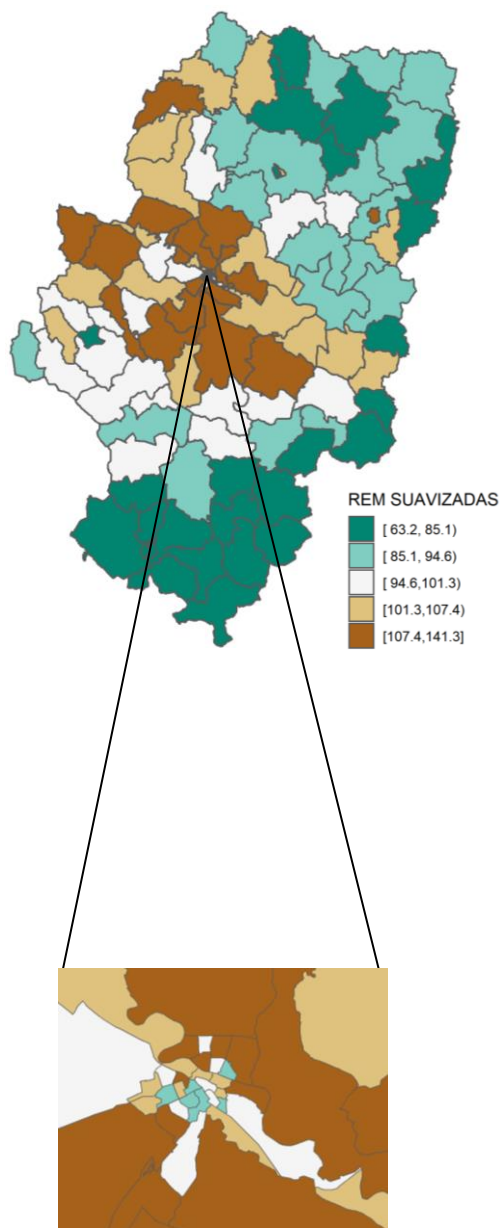 REM SUAVIZADAS
[ 63.2, 85.1)
[ 85.1, 94.6)
[ 94.6,101.3)
[101.3,107.4)
[107.4,141.3]